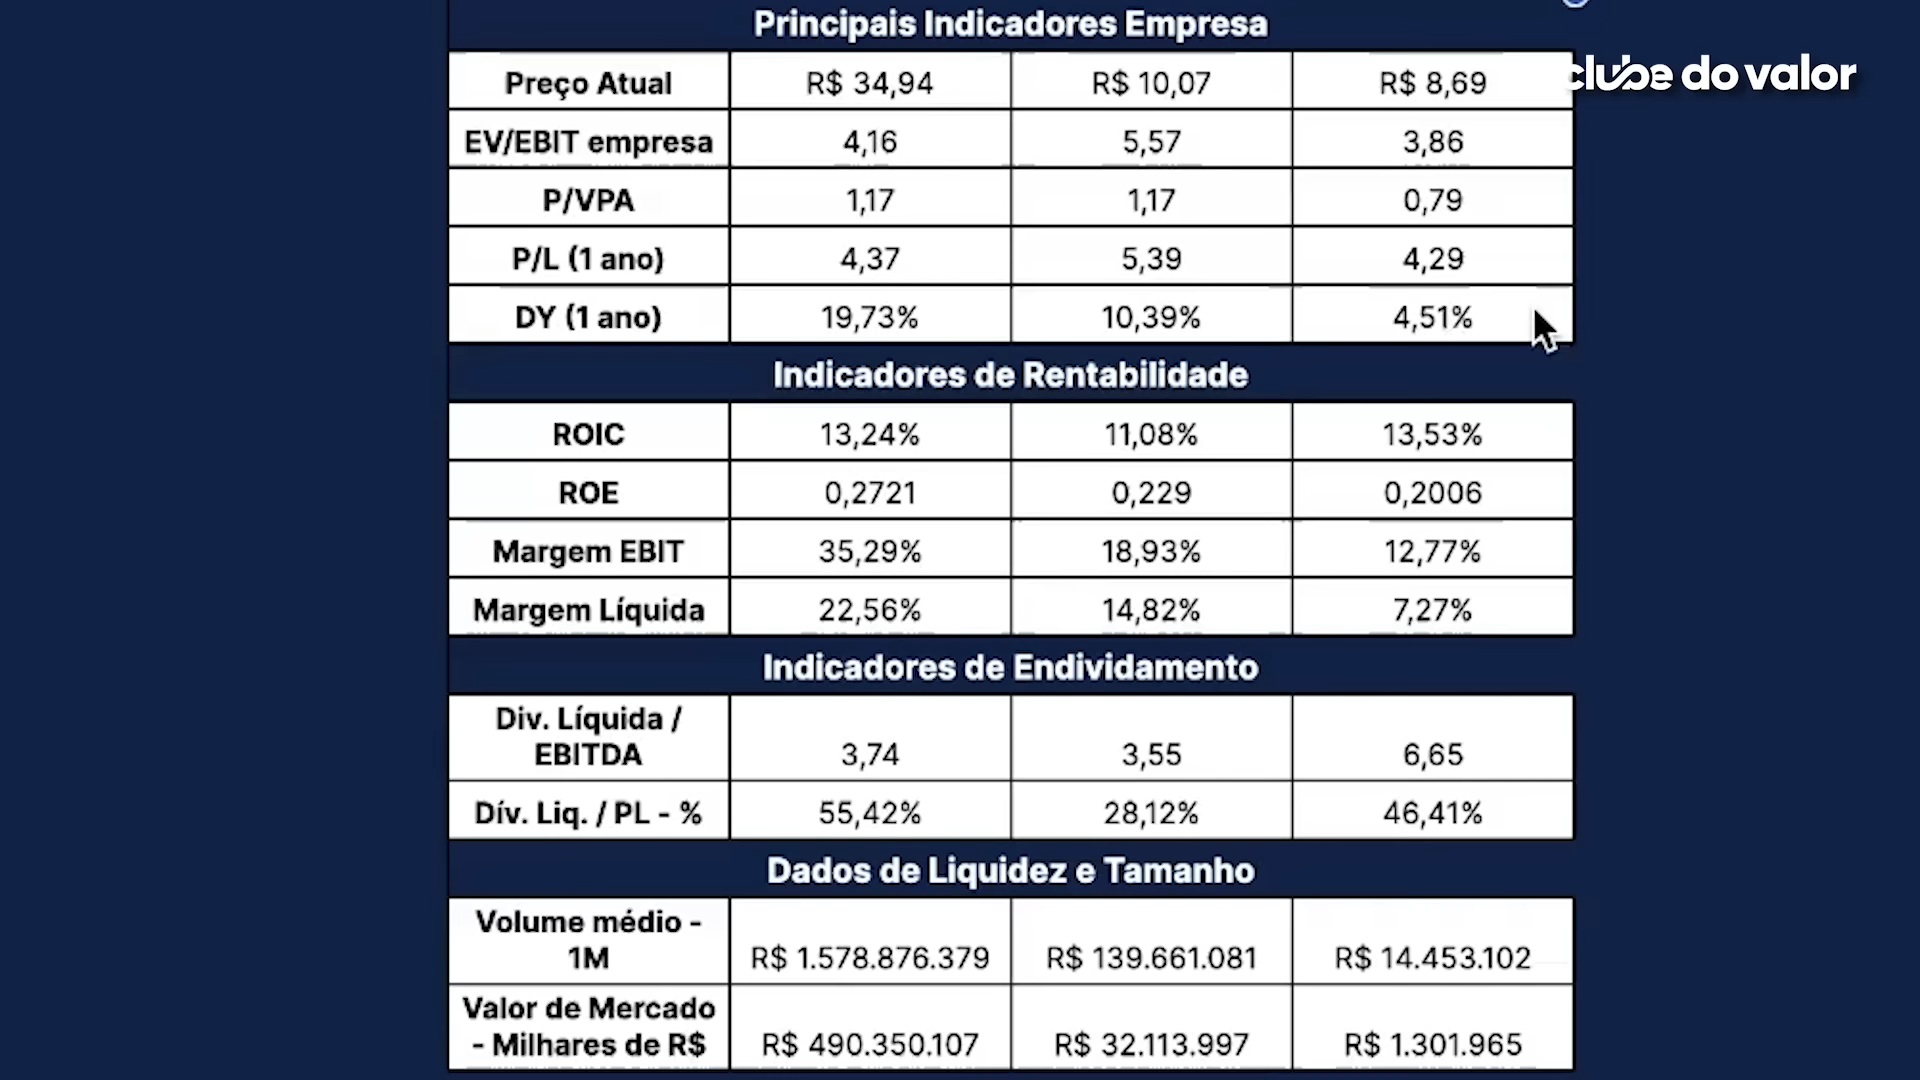 Principais Indicadores Empresa
clube do valor
Preço Atual R$ 34,94 R$ 10,07 R$ 8,69
EV/EBIT empresa 4,16 5,57 3,86
P/VPA 1,17 1,17 0,79
P/L (1 ano) 4,37 5,39 4,29
DY (1 ano) 19,73% 10,39% 4,51%
Indicadores de Rentabilidade
ROIC 13,24% 11,08% 13,53%
ROE 0,2721 0,229 0,2006
Margem EBIT 35,29% 18,93% 12,77%
Margem Líquida 22,56% 14,82% 7,27%
Indicadores de Endividamento
Div. Líquida /
EBITDA 3,74 3,55 6,65
Dív. Liq. / PL - % 55,42% 28,12% 46,41%
Dados de Liquidez e Tamanho
Volume médio -
1M R$ 1.578.876.379 R$ 139.661.081 R$ 14.453.102
Valor de Mercado
- Milhares de R$ R$ 490.350.107 R$ 32.113.997 R$ 1.301.965